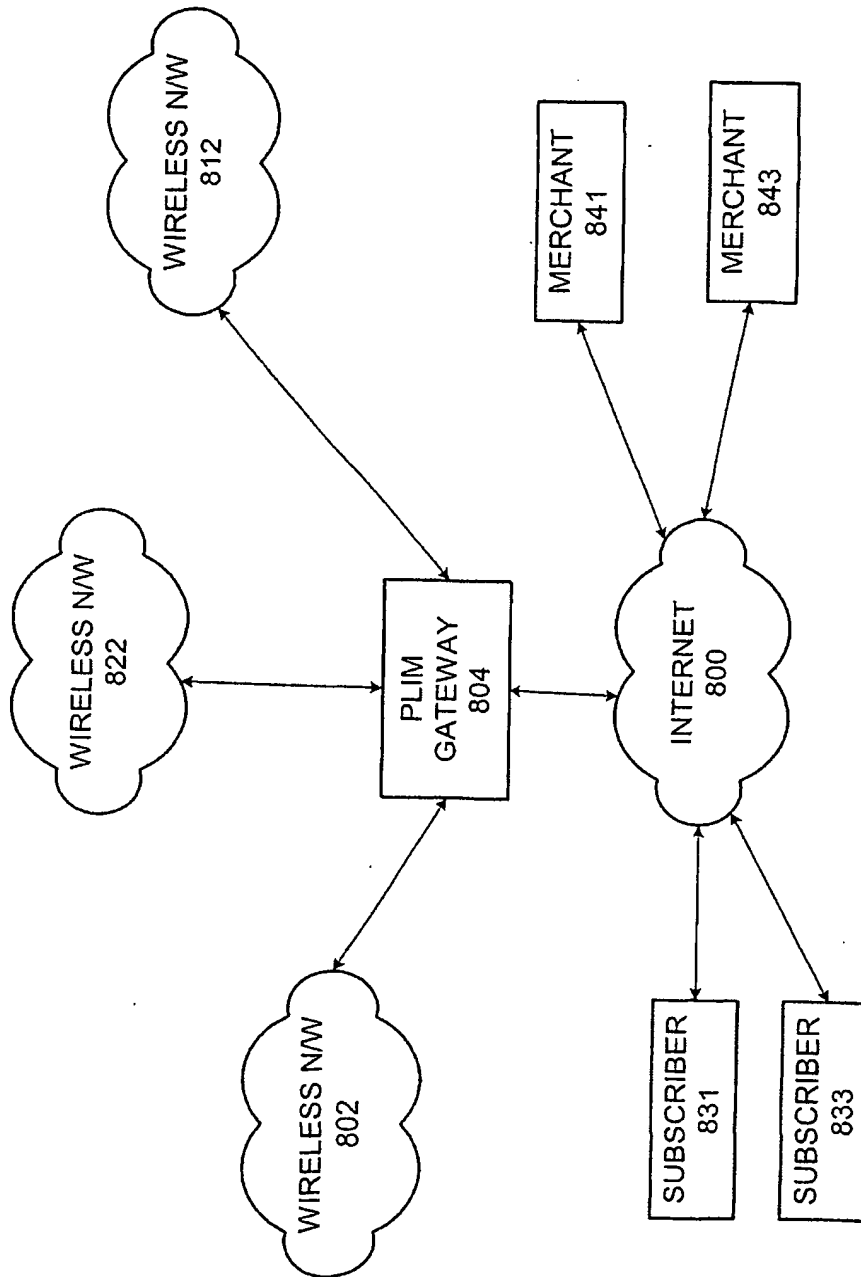 WIRELESS N/W
802
WIRELESS N/W
822
WIRELESS N/W
812
PLIM
GATEWAY
804
INTERNET
800
SUBSCRIBER
831
SUBSCRIBER
833
MERCHANT
841
MERCHANT
843